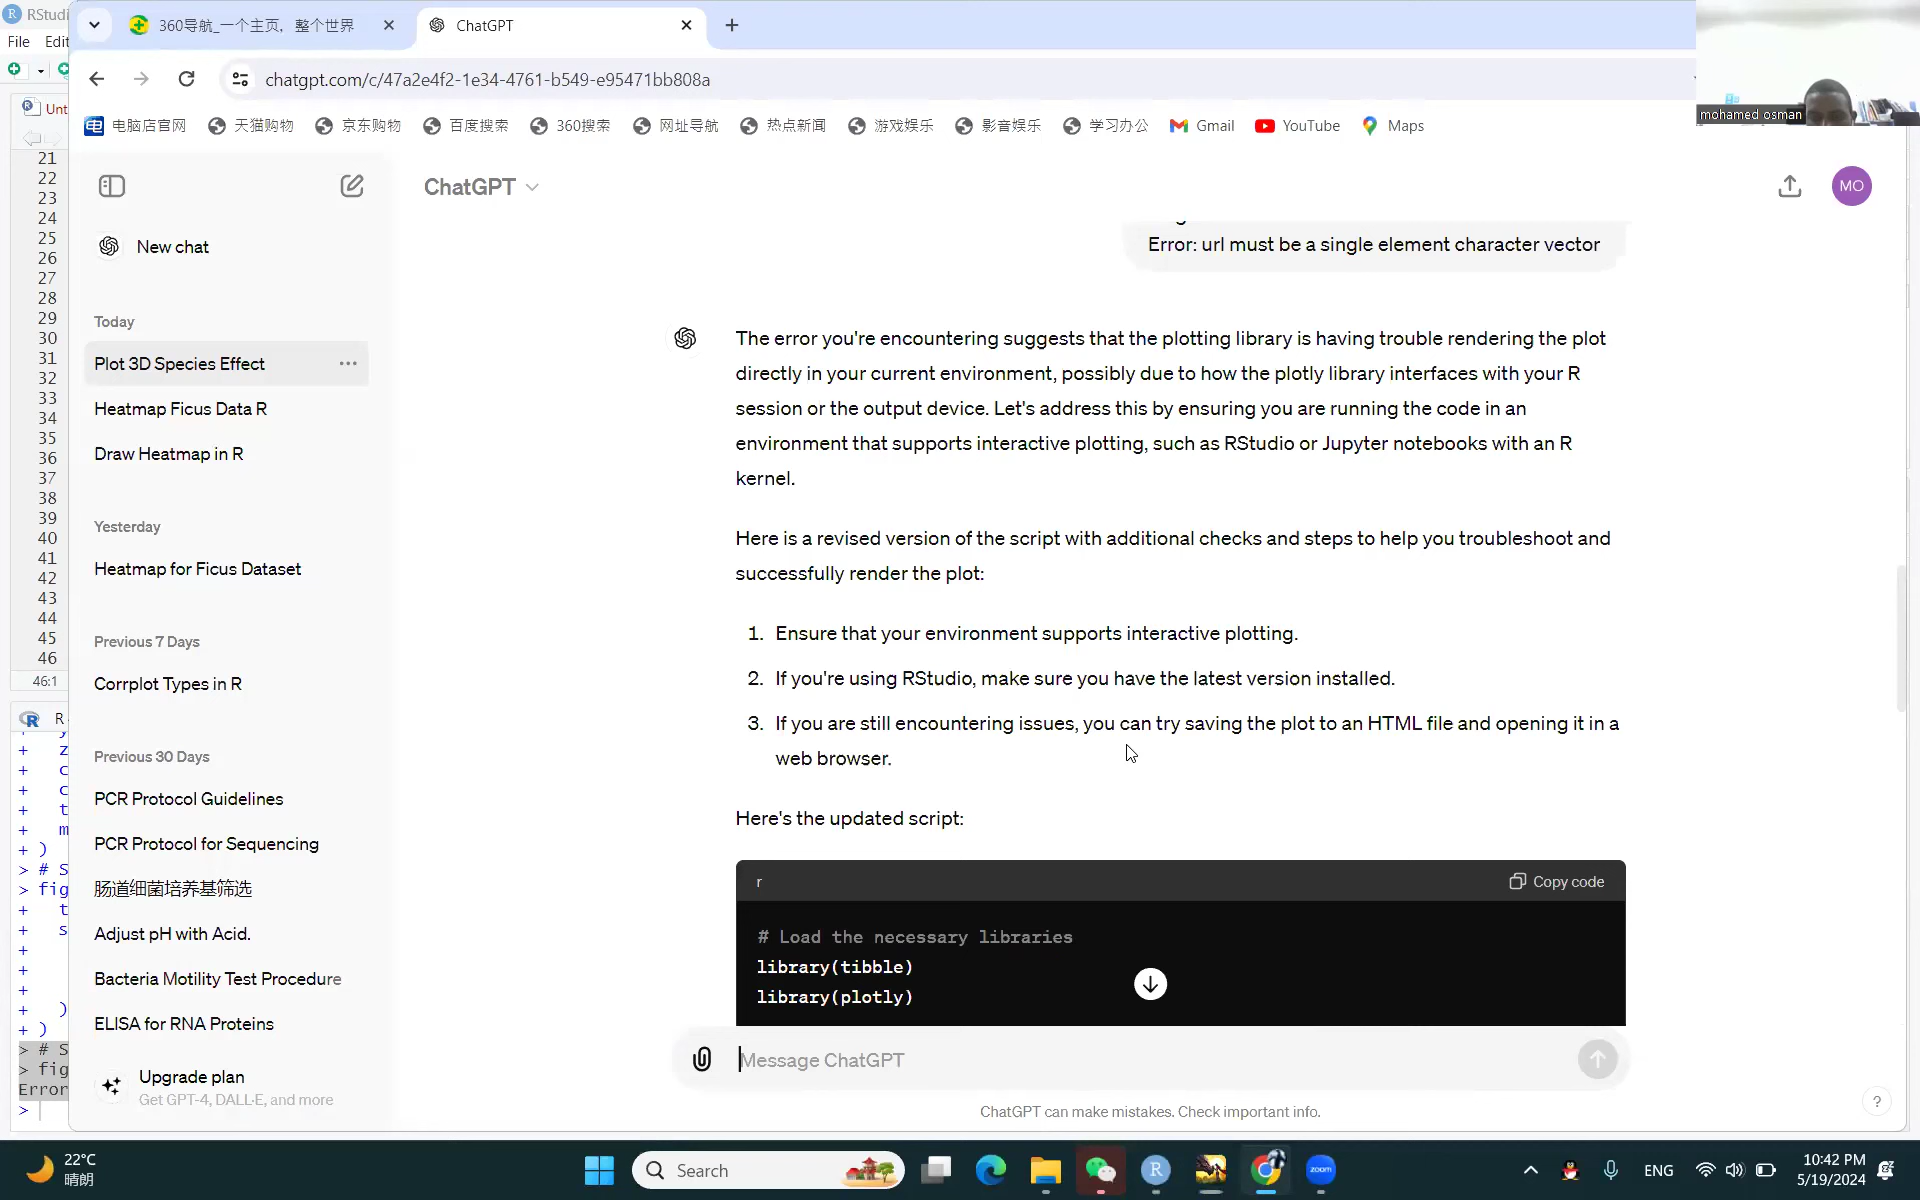 RStudi
360导航_一个主页，整个世界
ChatGPT
File Edit
chatgpt.com/c/47a2e4f2-1e34-4761-b549-e95471bb808a
mohamed osman
Unt
电脑店官网 天猫购物 京东购物 百度搜索 360搜索 网址导航 热点新闻 游戏娱乐 影音娱乐 学习办公 Gmail YouTube Maps
21
22
23
24
25
26
27
28
29
30
31
32
33
34
35
36
37
38
39
40
41
42
43
44
45
46
46:1
R
+ z
+ c
+ c
+ t
+ m
+ )
> # S
> fig
+ t
+ s
+
+
+
+ )
+ )
> # S
> fig
Error
>
New chat
Today
Plot 3D Species Effect
Heatmap Ficus Data R
Draw Heatmap in R
Yesterday
Heatmap for Ficus Dataset
Previous 7 Days
Corrplot Types in R
Previous 30 Days
PCR Protocol Guidelines
PCR Protocol for Sequencing
肠道细菌培养基筛选
Adjust pH with Acid.
Bacteria Motility Test Procedure
ELISA for RNA Proteins
Upgrade plan
Get GPT-4, DALL·E, and more
ChatGPT
MO
Error: url must be a single element character vector
The error you're encountering suggests that the plotting library is having trouble rendering the plot
directly in your current environment, possibly due to how the plotly library interfaces with your R
session or the output device. Let's address this by ensuring you are running the code in an
environment that supports interactive plotting, such as RStudio or Jupyter notebooks with an R
kernel.
Here is a revised version of the script with additional checks and steps to help you troubleshoot and
successfully render the plot:
1. Ensure that your environment supports interactive plotting.
2. If you're using RStudio, make sure you have the latest version installed.
3. If you are still encountering issues, you can try saving the plot to an HTML file and opening it in a
web browser.
Here's the updated script:
r
Copy code
# Load the necessary libraries
library(tibble)
library(plotly)
Message ChatGPT
ChatGPT can make mistakes. Check important info.
?
22°C
晴朗
Search
zoom
ENG
10:42 PM
5/19/2024